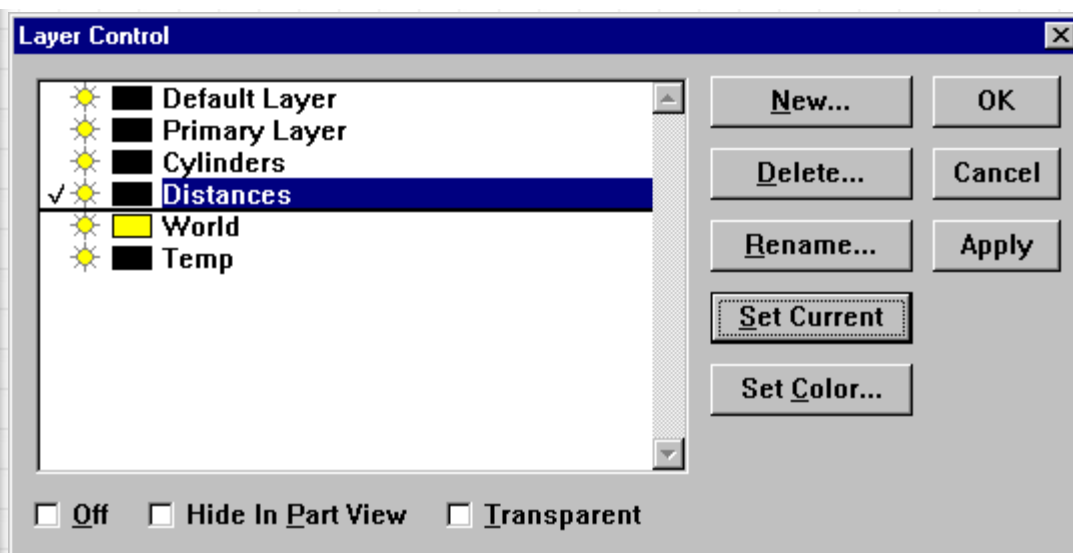 Layer Control
Default Layer
Primary Layer
Cylinders
Distances
World
Temp
New...
OK
Delete...
Cancel
Rename...
Apply
Set Current
Set Color...
Off
Hide In Part View
Transparent